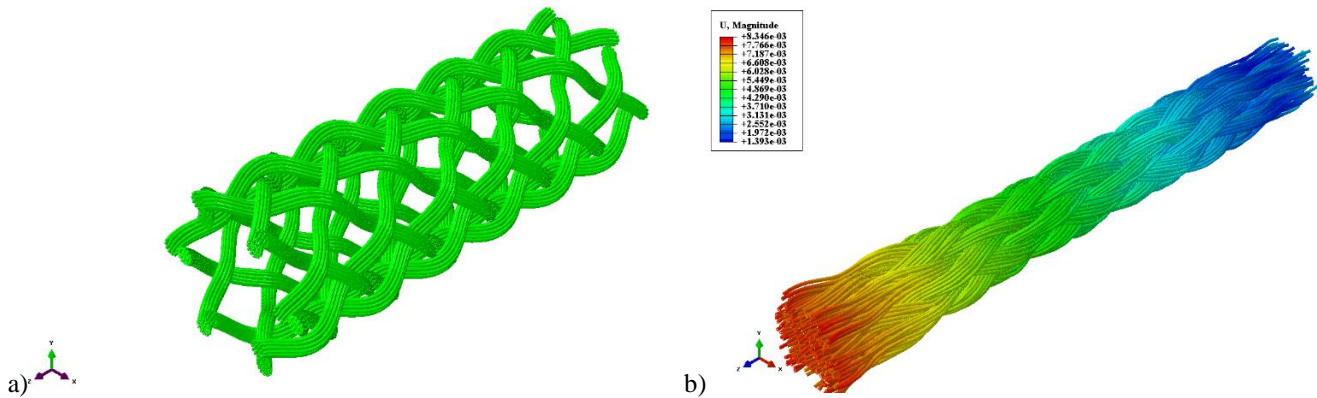 U, Magnitude
+8.346e-03
+7.766e-03
+7.187e-03
+6.608e-03
+6.028e-03
+5.449e-03
+4.869e-03
+4.290e-03
+3.710e-03
+3.131e-03
+2.552e-03
+1.972e-03
+1.393e-03
Y
Z
X
a)
Y
Z
X
b)